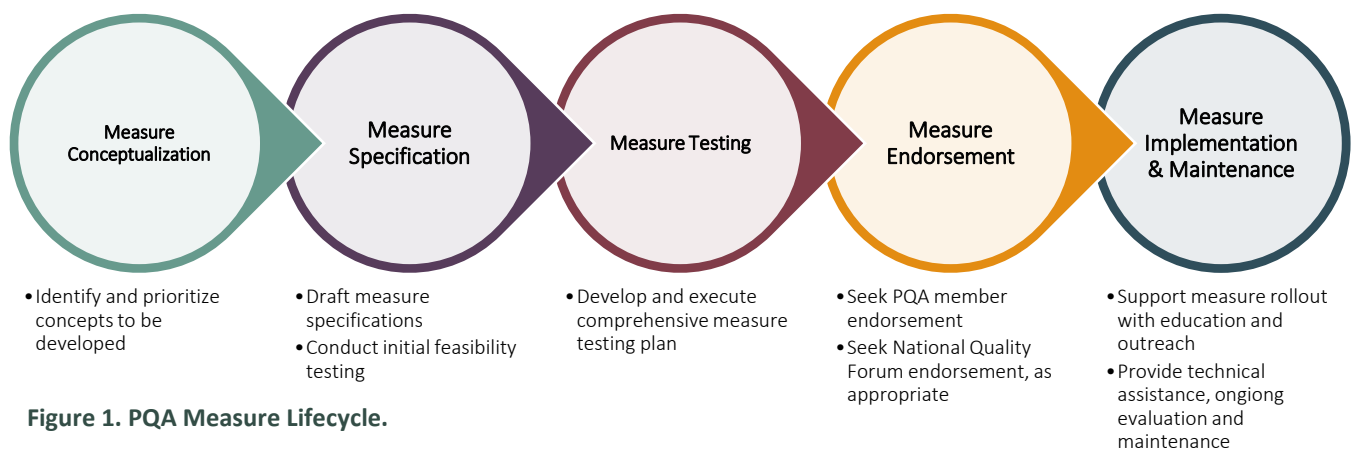 Measure
Conceptualization
Measure
Specification
Measure Testing
Measure
Endorsement
Measure
Implementation
& Maintenance
•Identify and prioritize
concepts to be
developed
•Draft measure
specifications
•Conduct initial feasibility
testing
•Develop and execute
comprehensive measure
testing plan
•Seek PQA member
endorsement
•Seek National Quality
Forum endorsement, as
appropriate
•Support measure rollout
with education and
outreach
•Provide technical
assistance, ongiong
evaluation and
maintenance
Figure 1. PQA Measure Lifecycle.